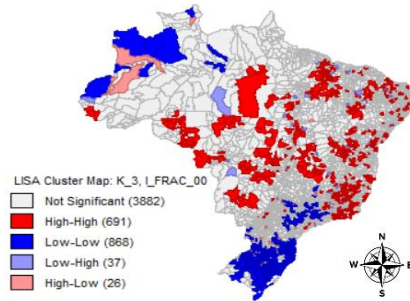 LISA Cluster Map: K_3, I_FRAC_00
Not Significant (3882)
High-High (691)
Low-Low (868)
Low-High (37)
High-Low (26)
N
W E
S